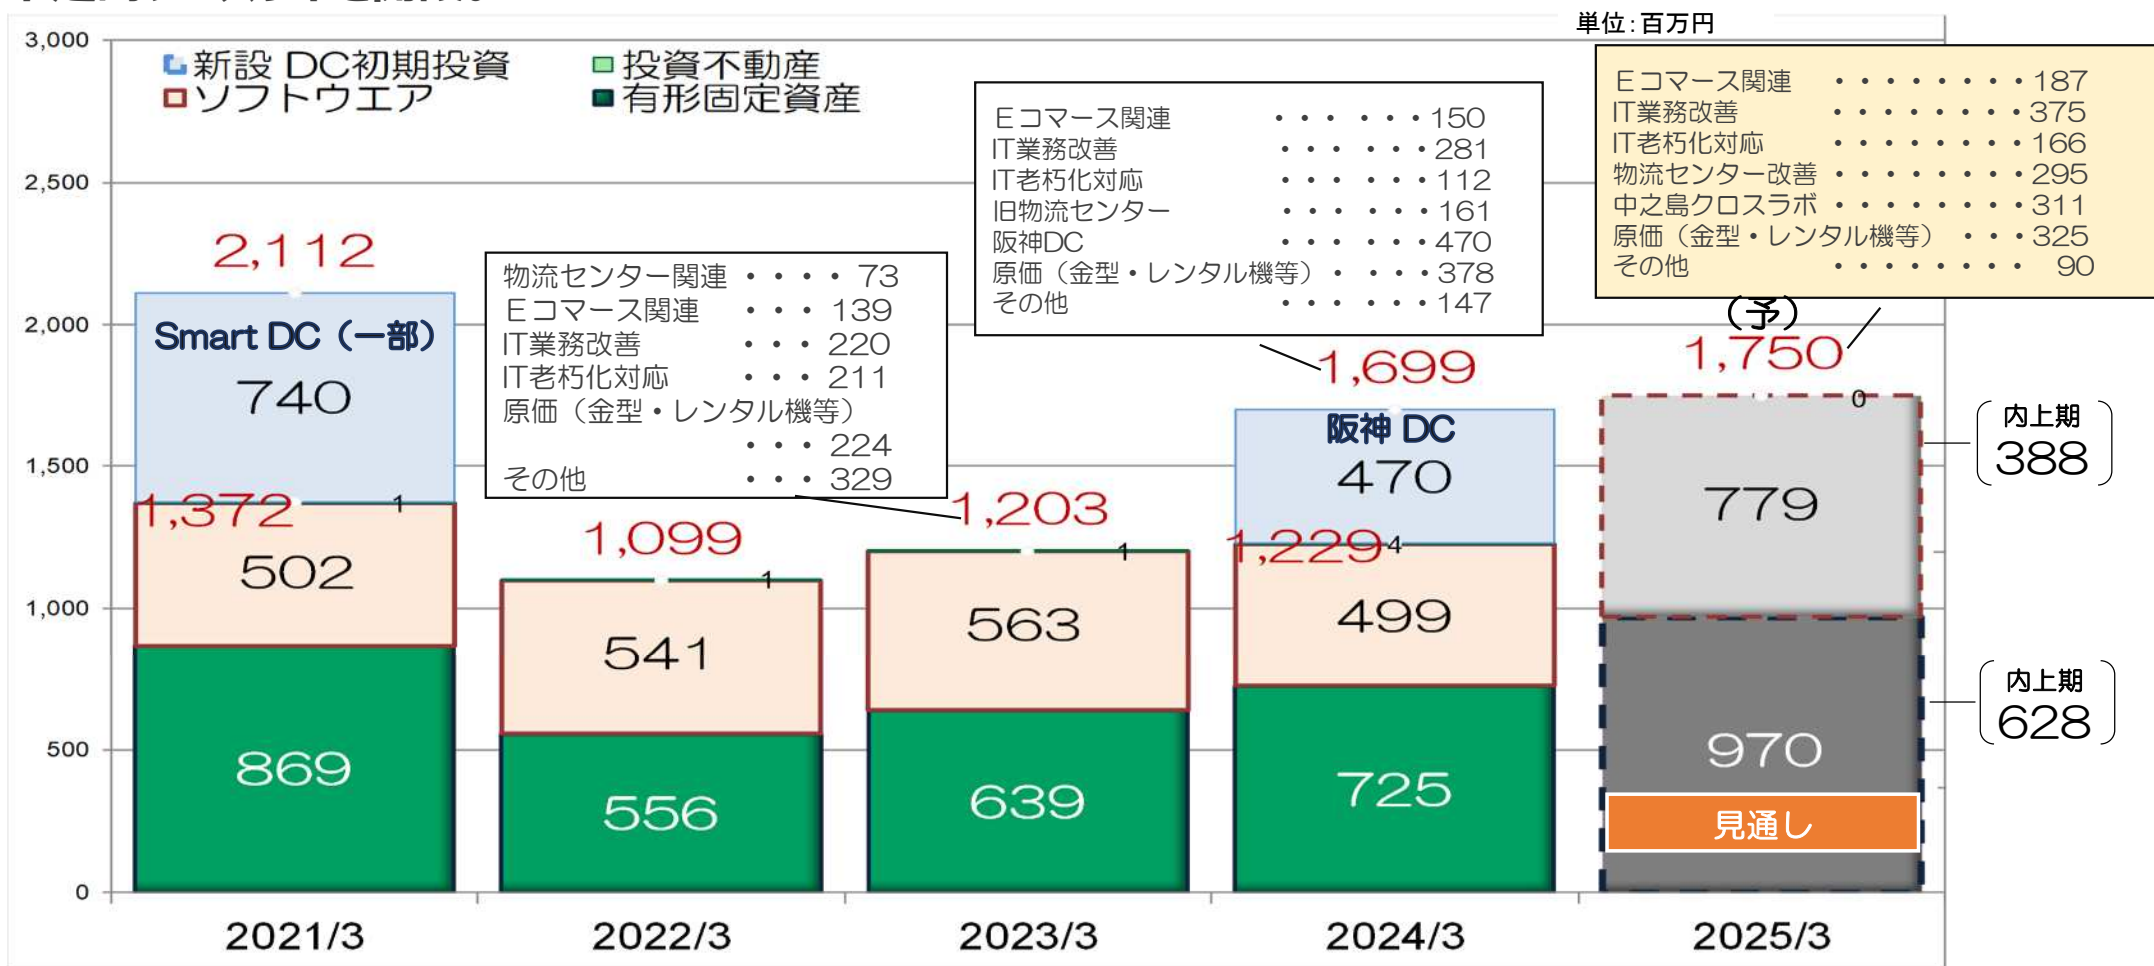 単位：百万円
3,000
2,500
2,000
1,500
1,000
500
0
新設 DC初期投資
投資不動産
ソフトウエア
有形固定資産
2,112
Smart DC（一部）
740
1,372
1
502
869
2021/3
1,099
1
541
556
2022/3
物流センター関連・・・・73
Ｅコマース関連・・・139
IT業務改善・・・220
IT老朽化対応・・・211
原価（金型・レンタル機等）
・・・224
その他・・・329
1,203
1
563
639
2023/3
Ｅコマース関連・・・・・・150
IT業務改善・・・・・・281
IT老朽化対応・・・・・・112
旧物流センター・・・・・・161
阪神DC・・・・・・470
原価（金型・レンタル機等）・・・・378
その他・・・・・・147
1,699
阪神 DC
470
1,229
4
499
725
2024/3
Ｅコマース関連・・・・・・・・187
IT業務改善・・・・・・・・375
IT老朽化対応・・・・・・・・166
物流センター改善・・・・・・・・295
中之島クロスラボ・・・・・・・・311
原価（金型・レンタル機等）・・・325
その他・・・・・・・・90
（予）
1,750
0
779
970
見通し
2025/3
内上期
388
内上期
628